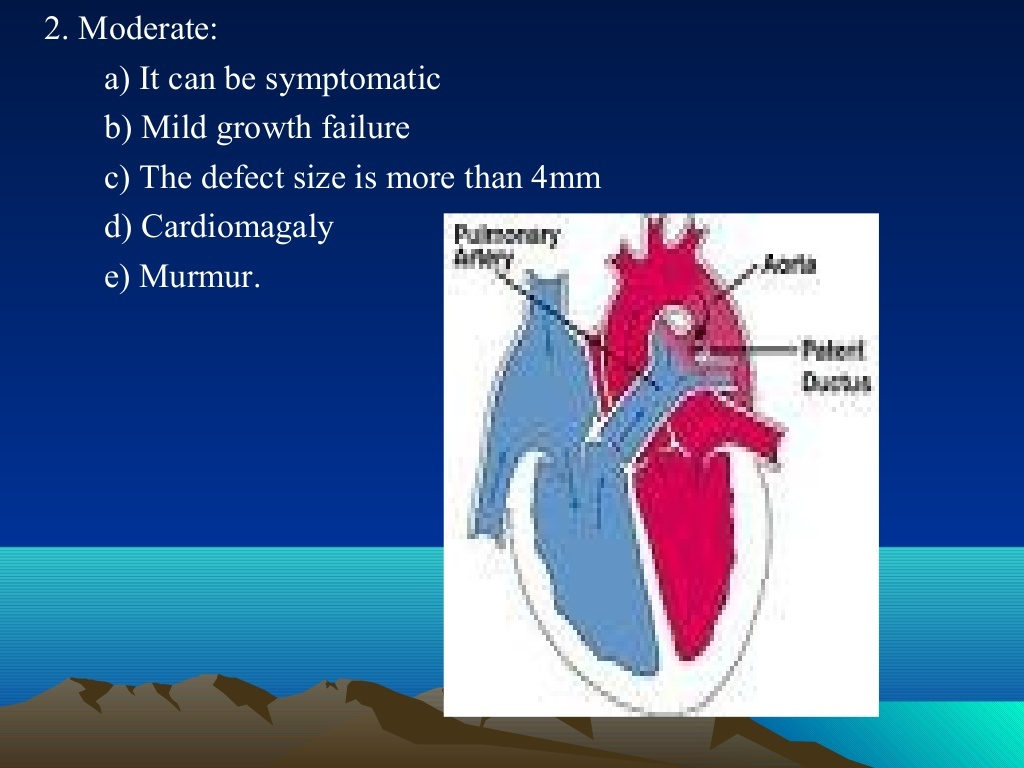 2. Moderate:
a) It can be symptomatic
b) Mild growth failure
c) The defect size is more than 4mm
d) Cardiomagaly
e) Murmur.
Pulmonary
Artery
Aorta
Patent
Ductus